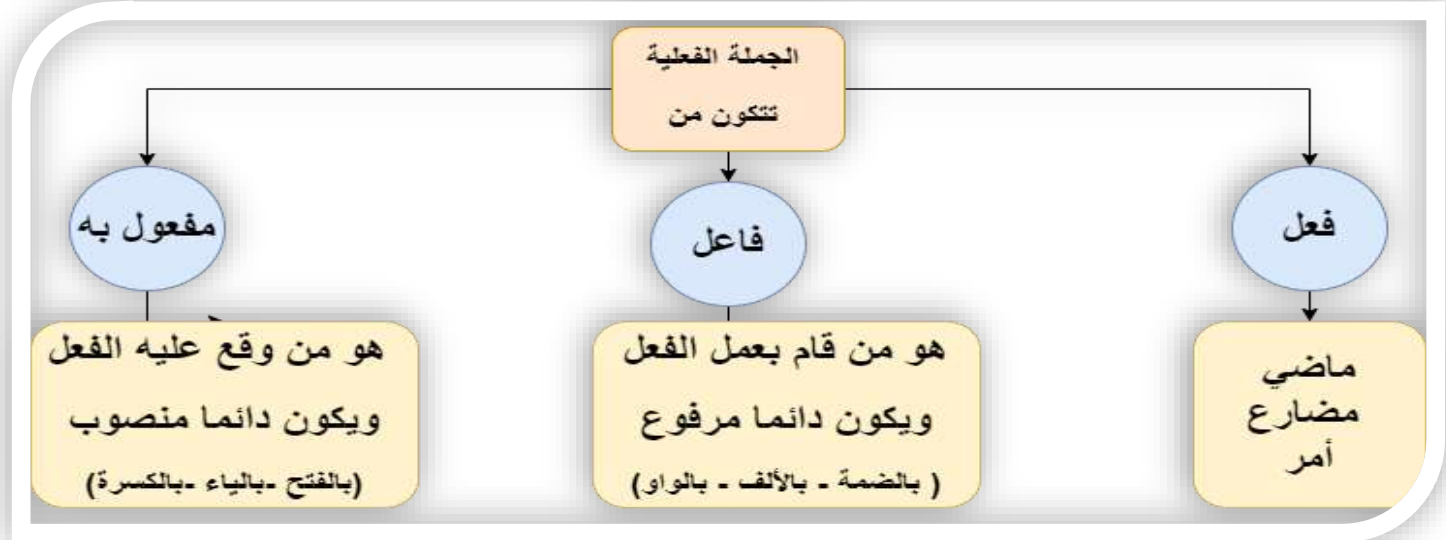 الجملة الفعلية
تتكون من
فعل
ماضي
مضارع
أمر
فاعل
هو من قام بعمل الفعل
ويكون دائما مرفوع
( بالضمة - بالألف - بالواو)
مفعول به
هو من وقع عليه الفعل
ويكون دائما منصوب
(بالفتح -بالياء -بالكسرة)